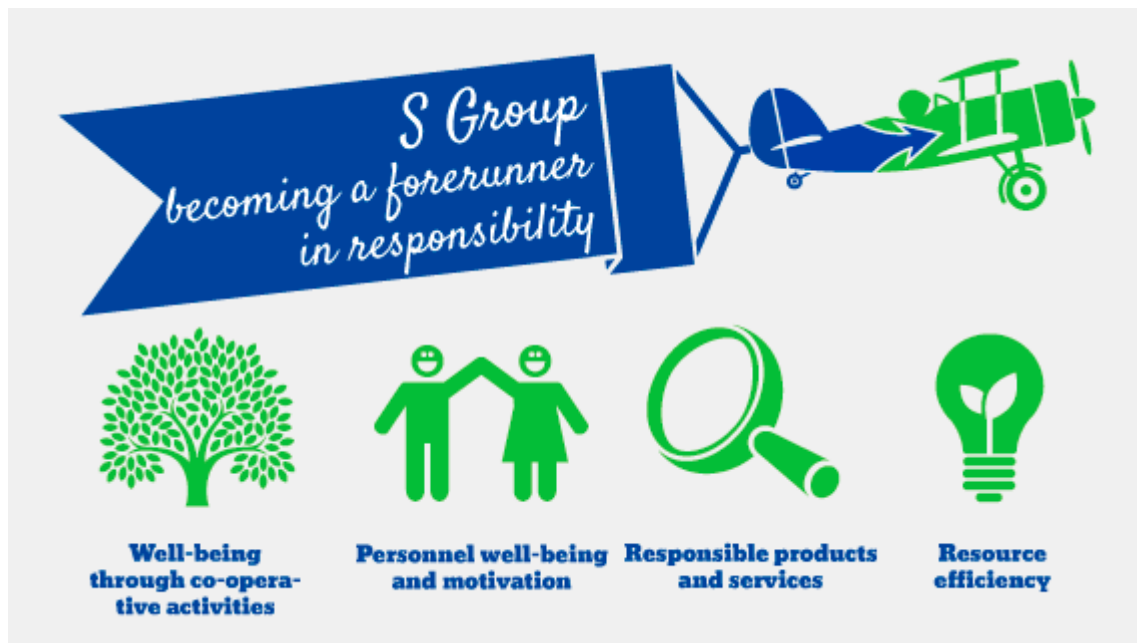 S Group
becoming a forerunner
in responsibility
Well-being
through co-opera-
tive activities
Personnel well-being
and motivation
Responsible products
and services
Resource
efficiency